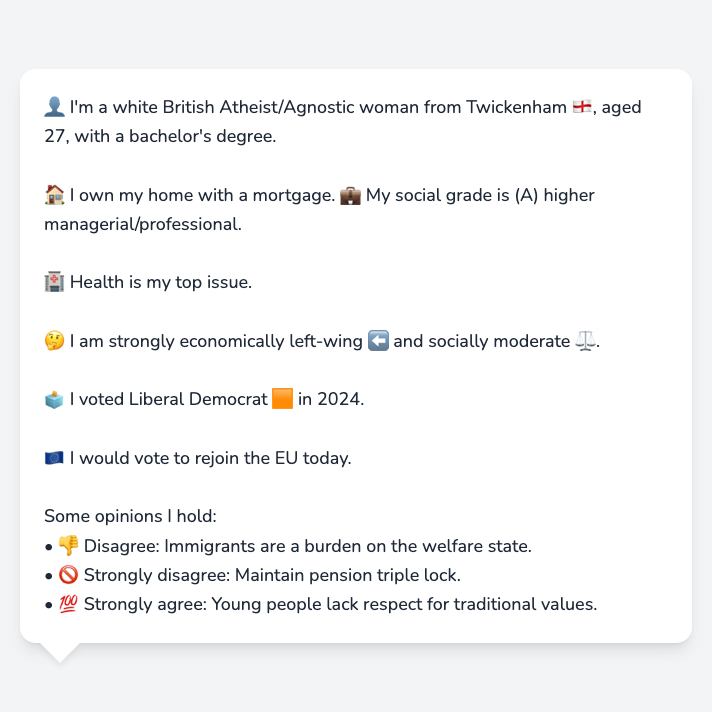 👤 I'm a white British Atheist/Agnostic woman from Twickenham 🏴󠁧󠁢󠁥󠁮󠁧󠁿, aged
27, with a bachelor's degree.
🏠 I own my home with a mortgage. 💼 My social grade is (A) higher
managerial/professional.
🏥 Health is my top issue.
🤔 I am strongly economically left-wing ⬅️ and socially moderate ⚖️.
🗳️ I voted Liberal Democrat 🟧 in 2024.
🇪🇺 I would vote to rejoin the EU today.
Some opinions I hold:
• 👎 Disagree: Immigrants are a burden on the welfare state.
• 🚫 Strongly disagree: Maintain pension triple lock.
• 💯 Strongly agree: Young people lack respect for traditional values.